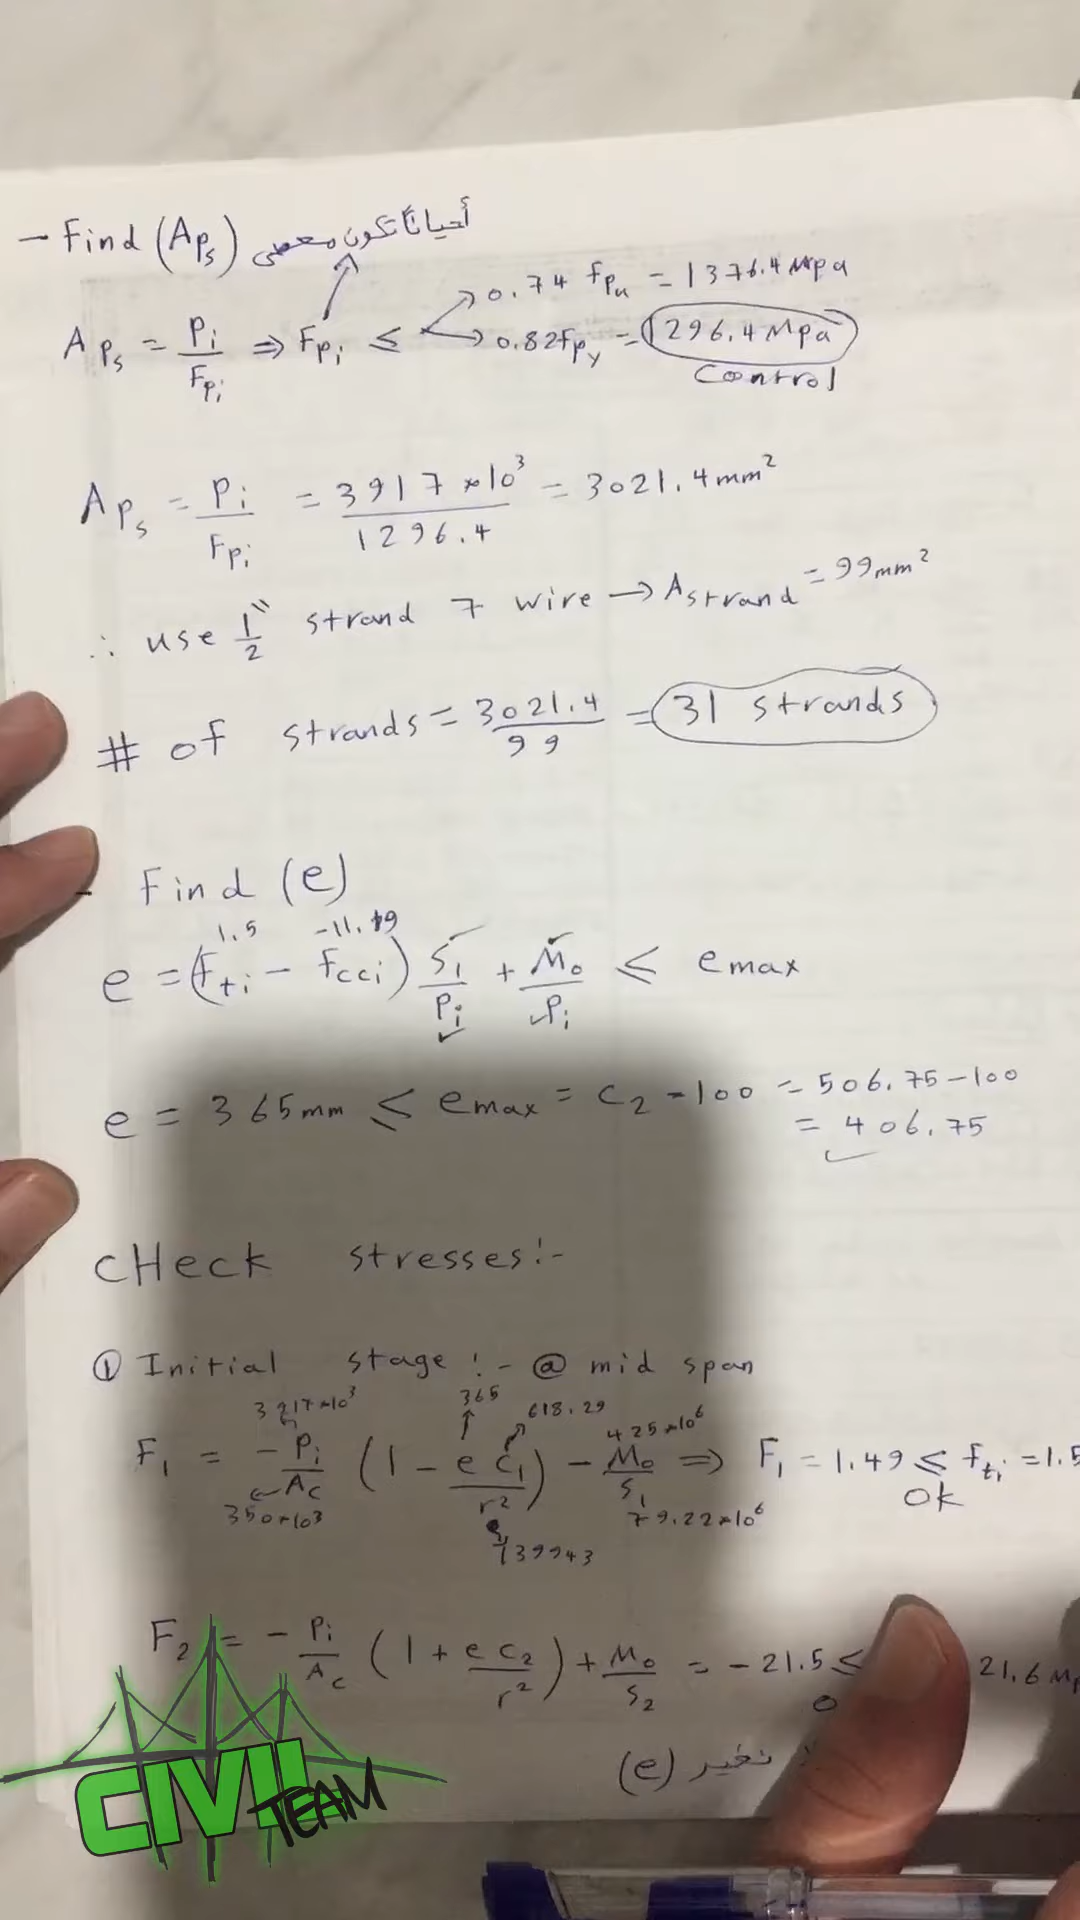 - Find (Aps) أحياناً تكون معطى
Aps = Pi / Fpi ⇒ Fpi ≤ → 0.74 fpu = 1376.4 Mpa
→ 0.82 Fpy = 1296.4 Mpa
Control
Aps = Pi / Fpi = 3917 × 10³ / 1296.4 = 3021.4 mm²
∴ use 1/2" strand 7 wire → Astrand = 99 mm²
# of strands = 3021.4 / 99 = 31 strands
- Find (e)
1.5 -11.19
e = (Fti - Fcci) S1 / Pi + Mo / Pi ≤ emax
e = 365 mm ≤ emax = C2 - 100 = 506.75 - 100
= 406.75
CHeck stresses:-
① Initial stage :- @ mid span
3917 × 10³ 365 618.29 425 × 10⁶
F1 = - Pi / Ac (1 - e C1 / r²) - Mo / S1 ⇒ F1 = 1.49 ≤ fti = 1.5
ok
350 × 10³ 139943 79.22 × 10⁶
F2 = - Pi / Ac (1 + e C2 / r²) + Mo / S2 = -21.5 ≤ 21.6
نغير (e)
CIVIL
TEAM